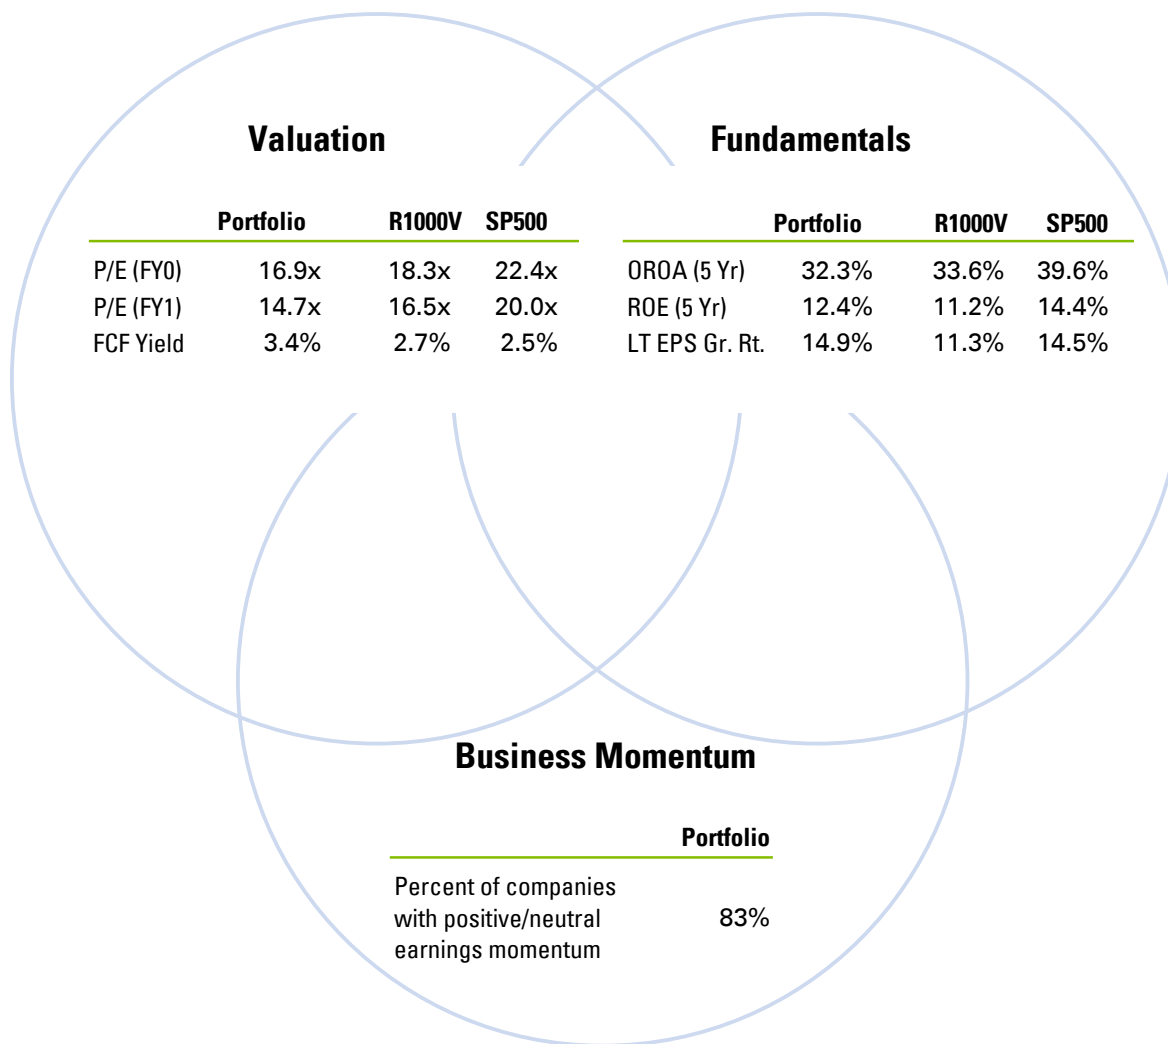 Valuation
Portfolio R1000V SP500
P/E (FY0) 16.9x 18.3x 22.4x
P/E (FY1) 14.7x 16.5x 20.0x
FCF Yield 3.4% 2.7% 2.5%
Fundamentals
Portfolio R1000V SP500
OROA (5 Yr) 32.3% 33.6% 39.6%
ROE (5 Yr) 12.4% 11.2% 14.4%
LT EPS Gr. Rt. 14.9% 11.3% 14.5%
Business Momentum
Portfolio
Percent of companies
with positive/neutral 83%
earnings momentum